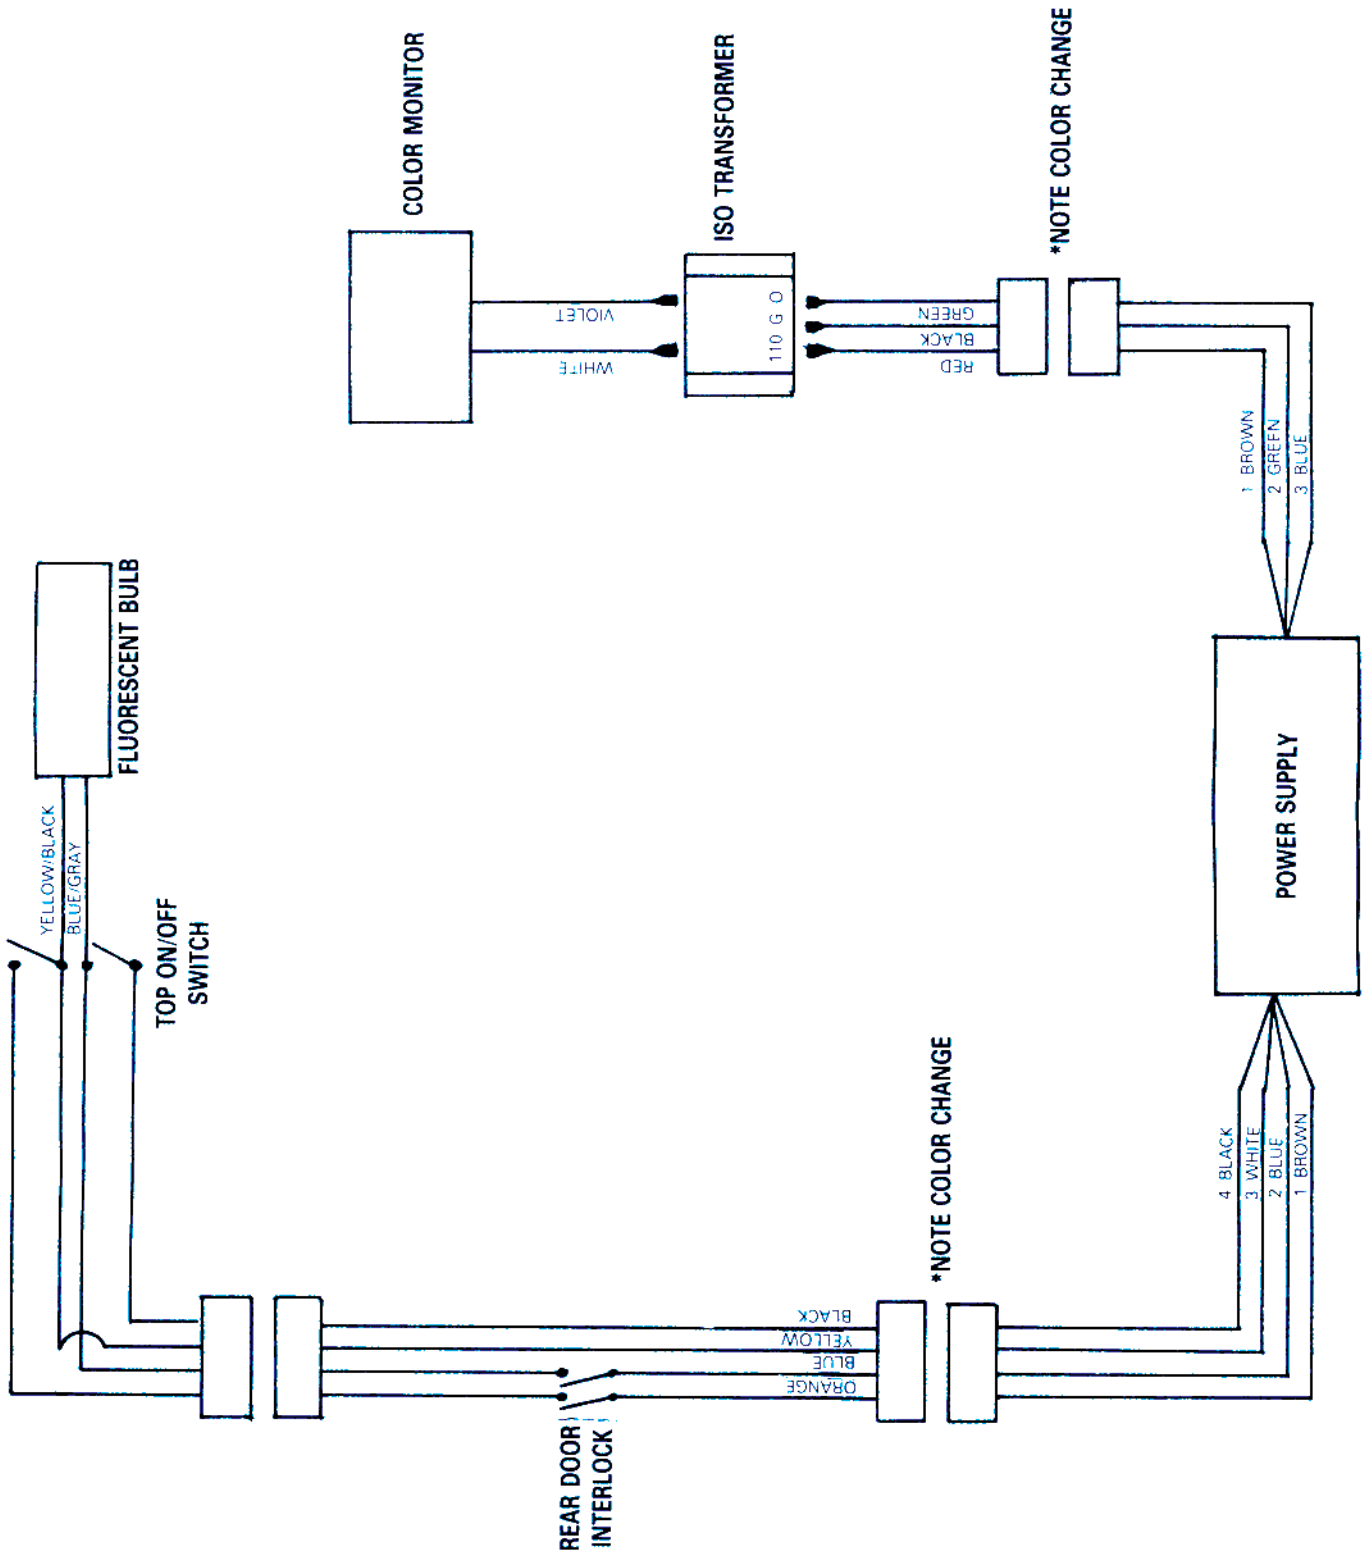 COLOR MONITOR
VIOLET
WHITE
ISO TRANSFORMER
110 G O
GREEN
BLACK
RED
*NOTE COLOR CHANGE
1 BROWN
2 GREEN
3 BLUE
FLUORESCENT BULB
YELLOW/BLACK
BLUE/GRAY
TOP ON/OFF
SWITCH
POWER SUPPLY
*NOTE COLOR CHANGE
4 BLACK
3 WHITE
2 BLUE
1 BROWN
BLACK
YELLOW
BLUE
ORANGE
REAR DOOR
INTERLOCK